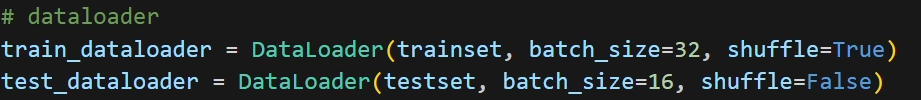 # dataloader
train_dataloader = DataLoader(trainset, batch_size=32, shuffle=True)
test_dataloader = DataLoader(testset, batch_size=16, shuffle=False)